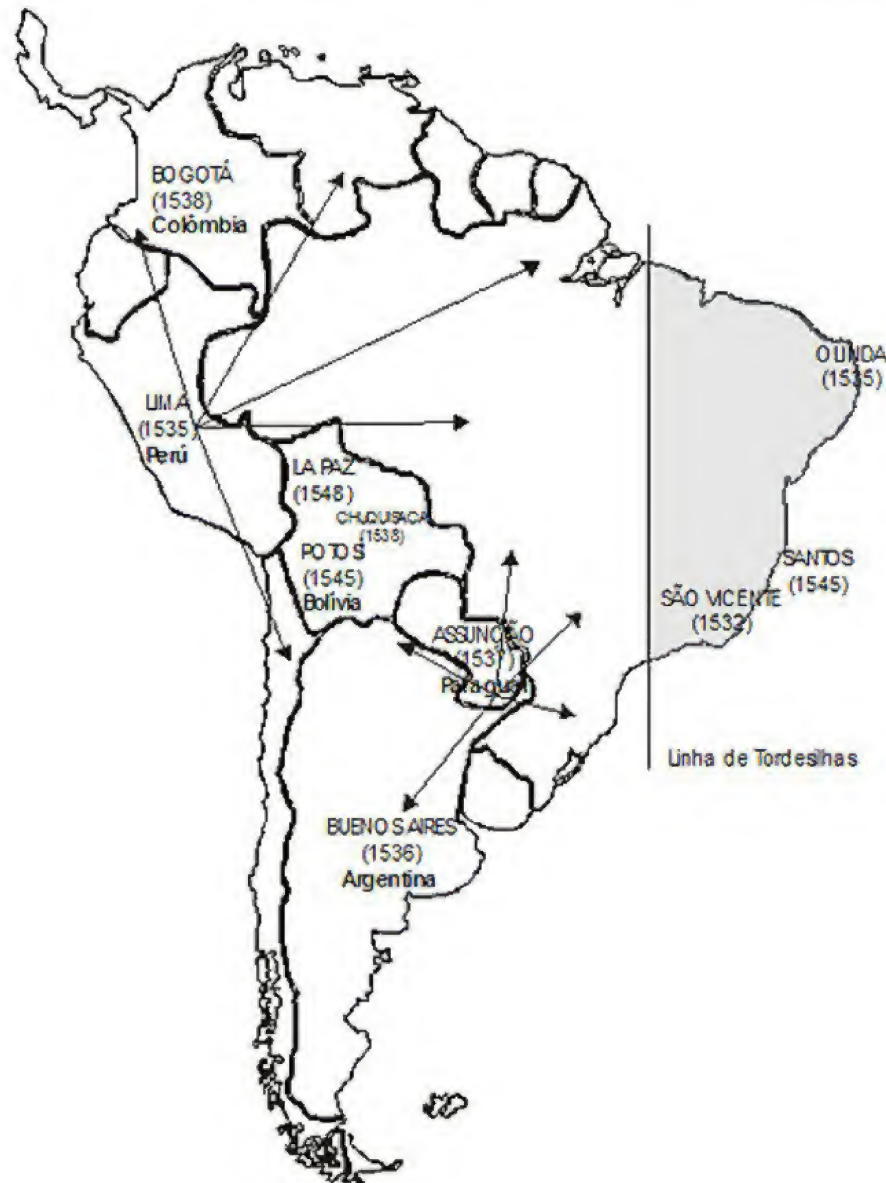 BOGOTÁ
(1538)
Colômbia
OLINDA
(1535)
LIMA
(1535)
Perú
LA PAZ
(1548)
CHUQUISACA
(1538)
POTOS
(1545)
Bolívia
SANTOS
(1545)
SÃO VICENTE
(1532)
ASSUNÇÃO
(1537)
Paraguai
Linha de Tordesilhas
BUENOS AIRES
(1536)
Argentina